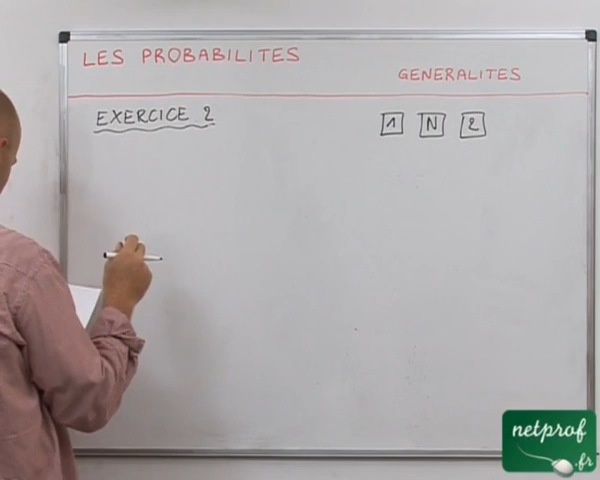 LES PROBABILITES
GENERALITES
EXERCICE 2
1 N 2
netprof
.fr